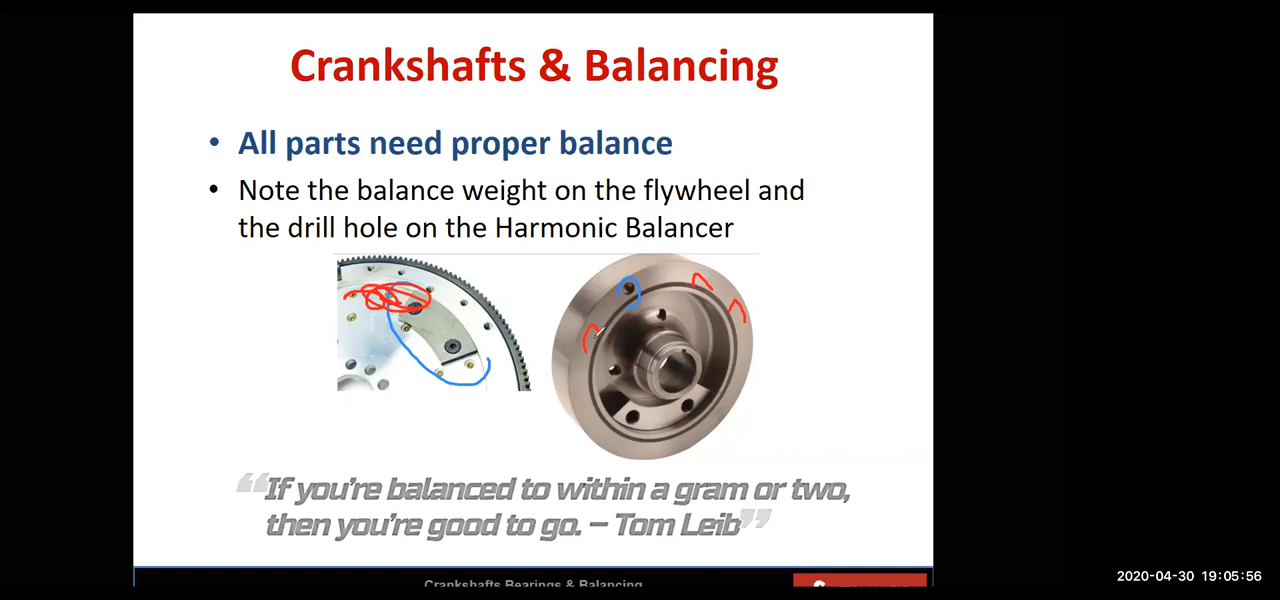 Crankshafts & Balancing
• All parts need proper balance
• Note the balance weight on the flywheel and
the drill hole on the Harmonic Balancer
“If you’re balanced to within a gram or two,
then you’re good to go. – Tom Leib”
Crankshafts Bearings & Balancing
2020-04-30 19:05:56